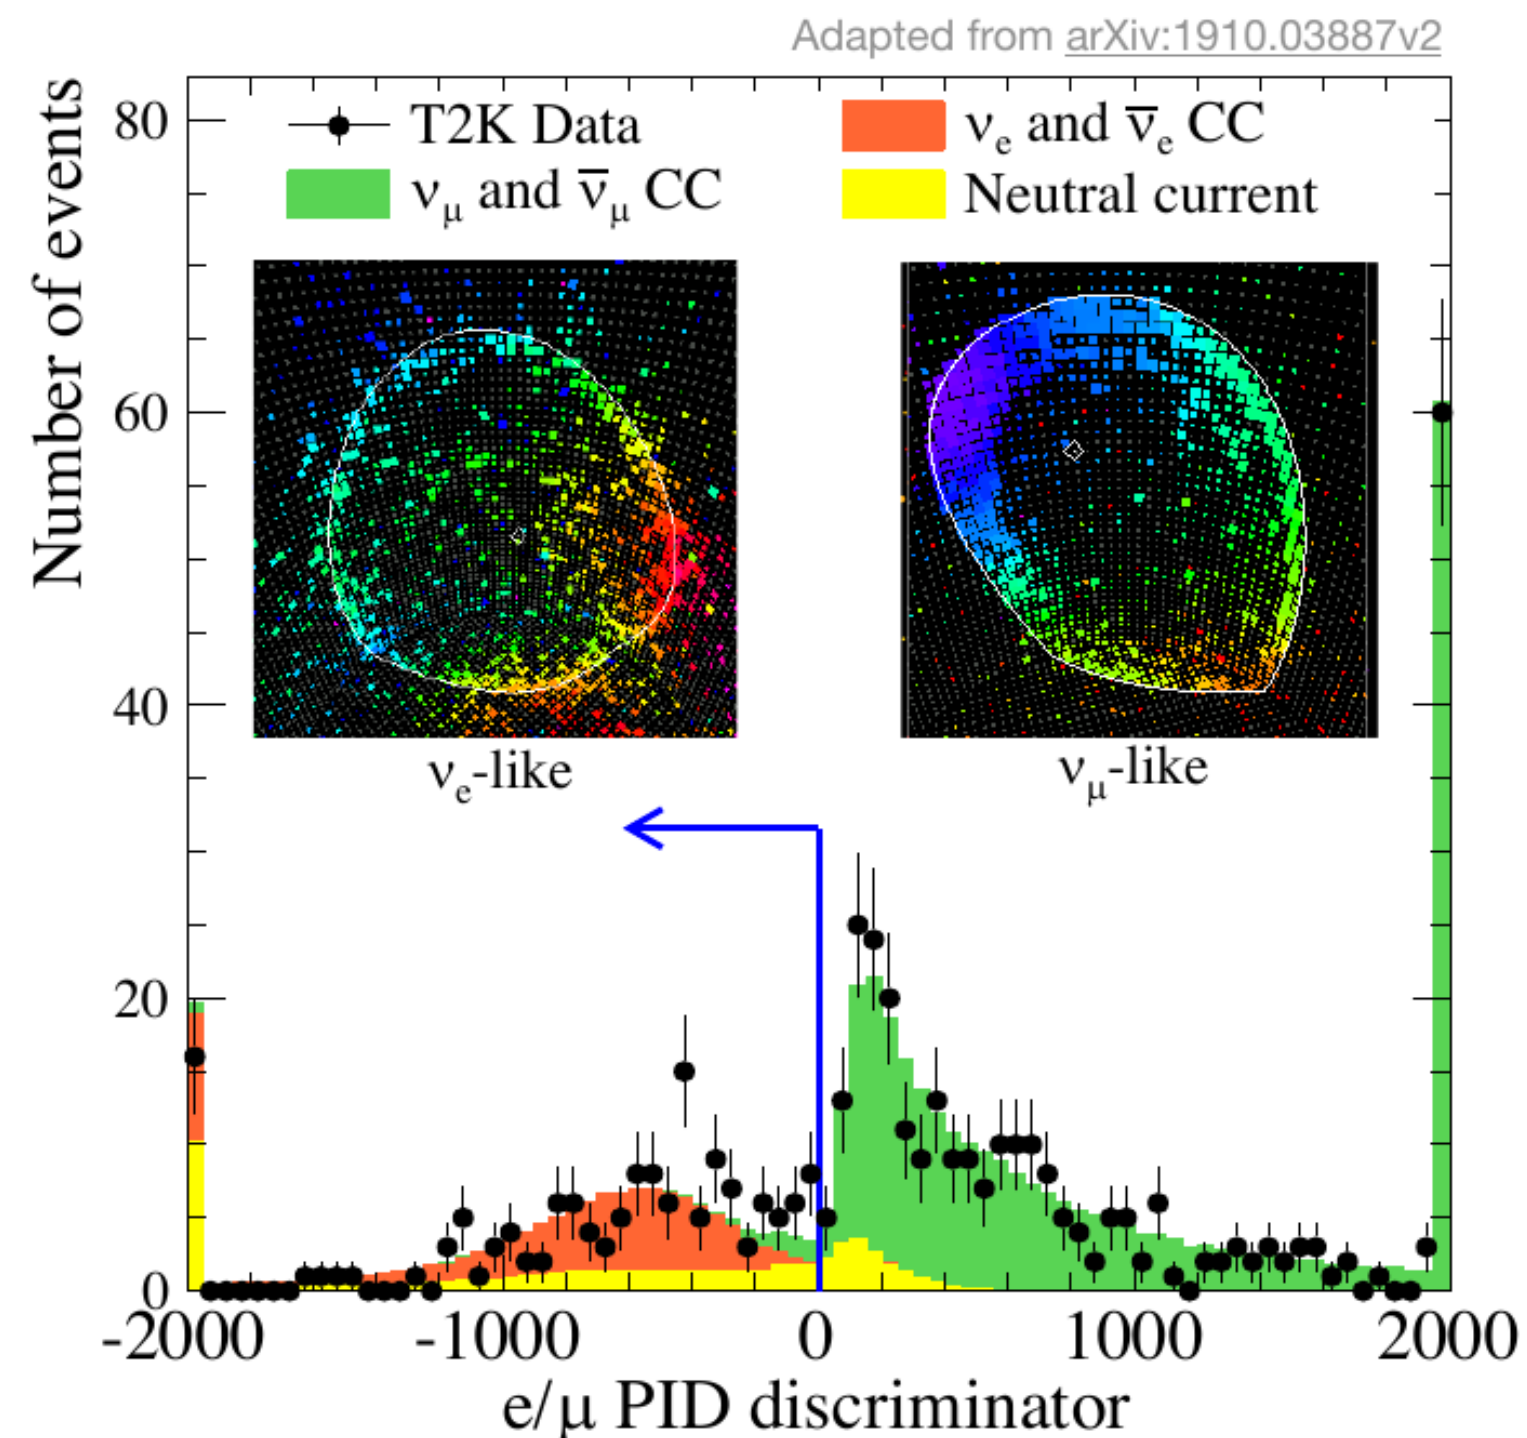 Adapted from arXiv:1910.03887v2
T2K Data
νμ and ν̅μ CC
νe and ν̅e CC
Neutral current
Number of events
80
60
40
20
0
νe-like
νμ-like
-2000
-1000
0
1000
2000
e/μ PID discriminator